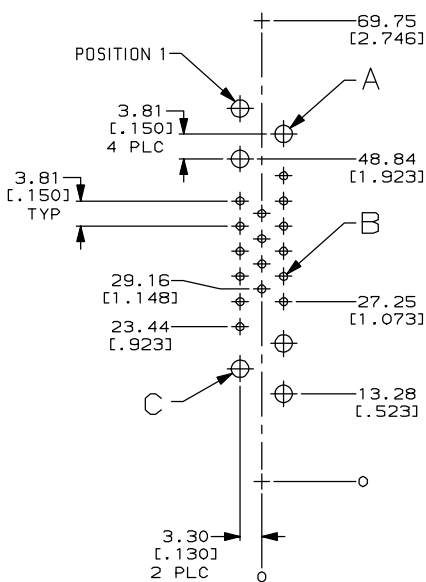 69.75
[2.746]
POSITION 1
A
3.81
[.150]
4 PLC
48.84
[1.923]
3.81
[.150]
TYP
B
29.16
[1.148]
27.25
[1.073]
23.44
[.923]
C
13.28
[.523]
0
3.30
[.130]
2 PLC
0